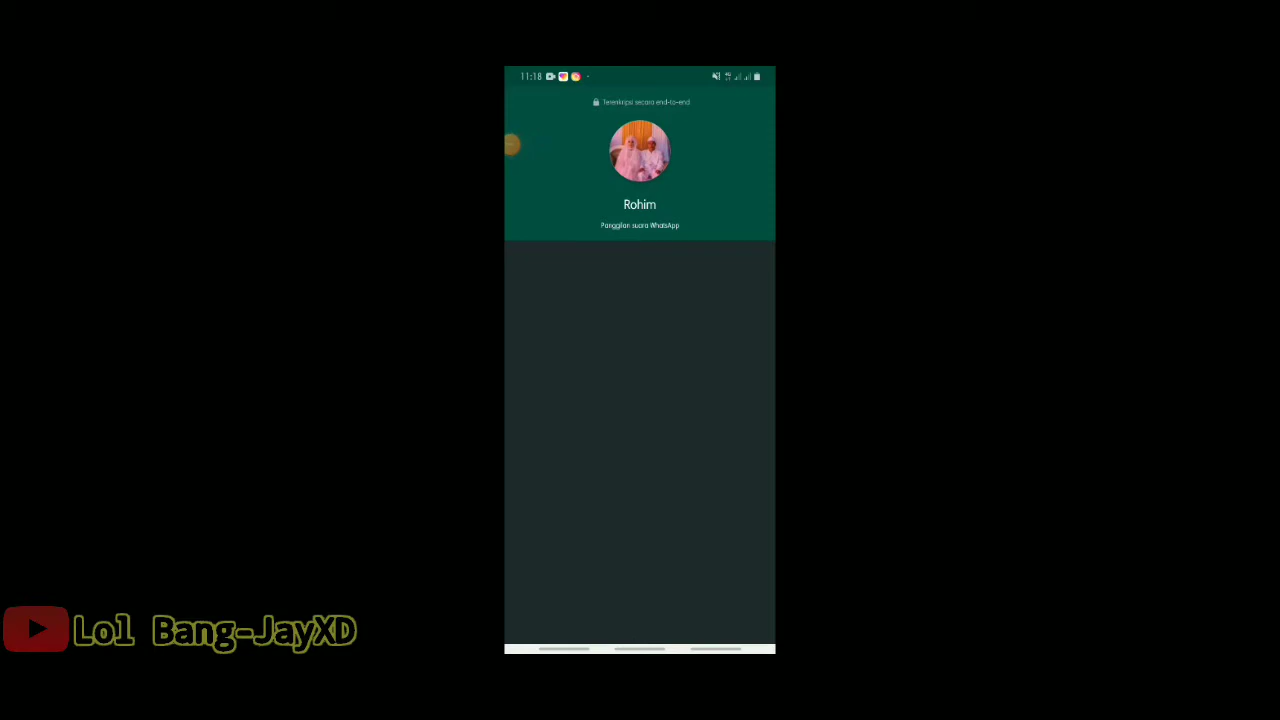 11:18
Terenkripsi secara end-to-end
Rohim
Panggilan suara WhatsApp
Lol Bang-JayXD